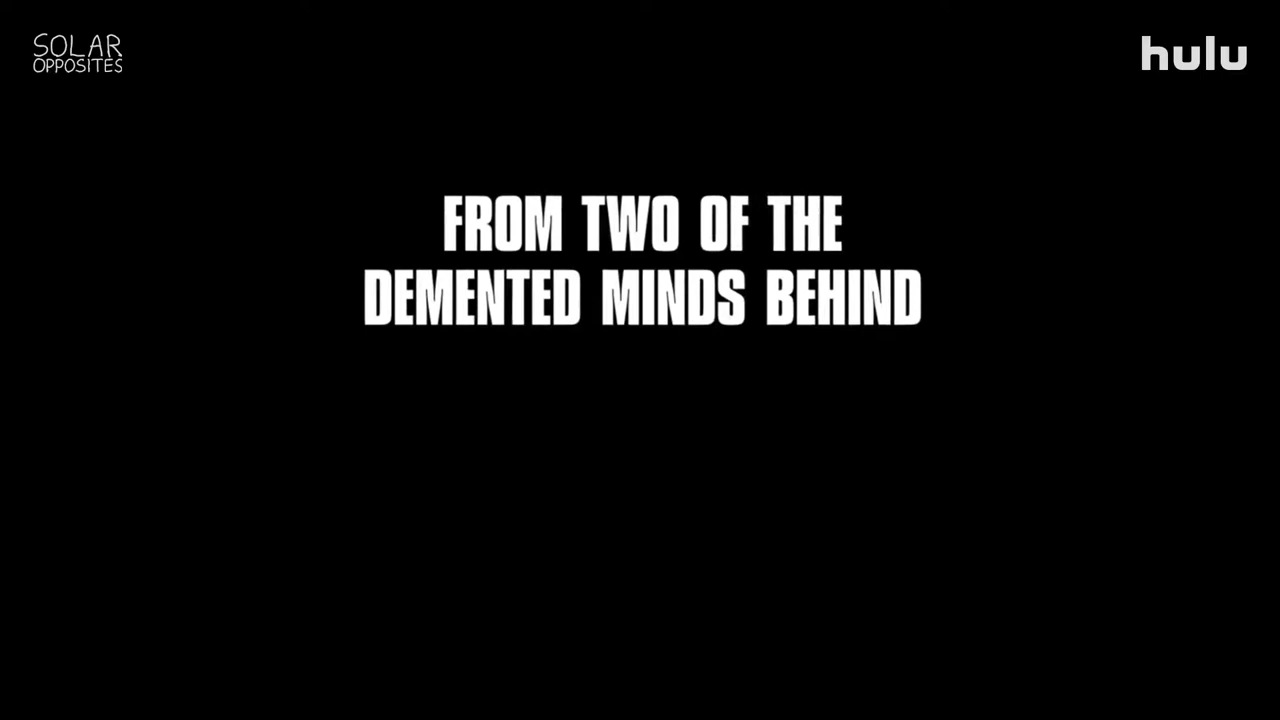 SOLAR
OPPOSITES
hulu
FROM TWO OF THE
DEMENTED MINDS BEHIND